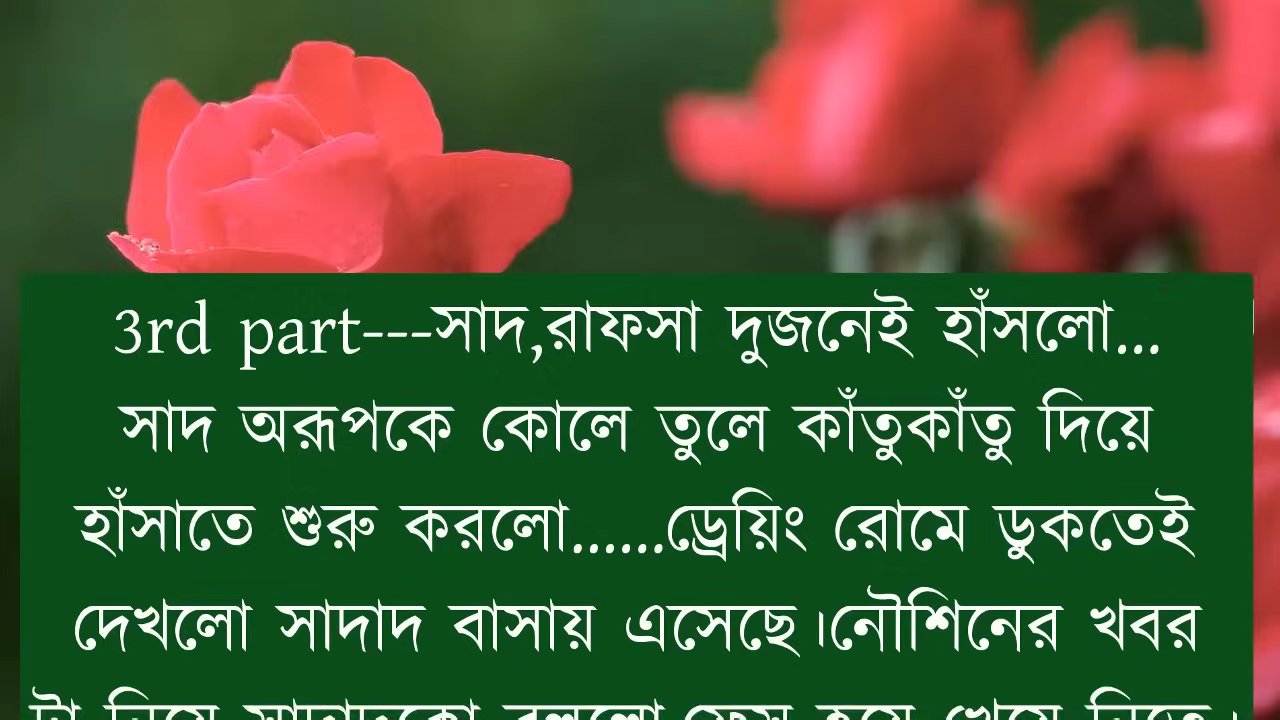 3rd part---সাদ,রাফসা দুজনেই হাঁসলো...
সাদ অরূপকে কোলে তুলে কাঁতুকাঁতু দিয়ে
হাঁসাতে শুরু করলো......ড্রেয়িং রোমে ডুকতেই
দেখলো সাদাদ বাসায় এসেছে।নৌশিনের খবর